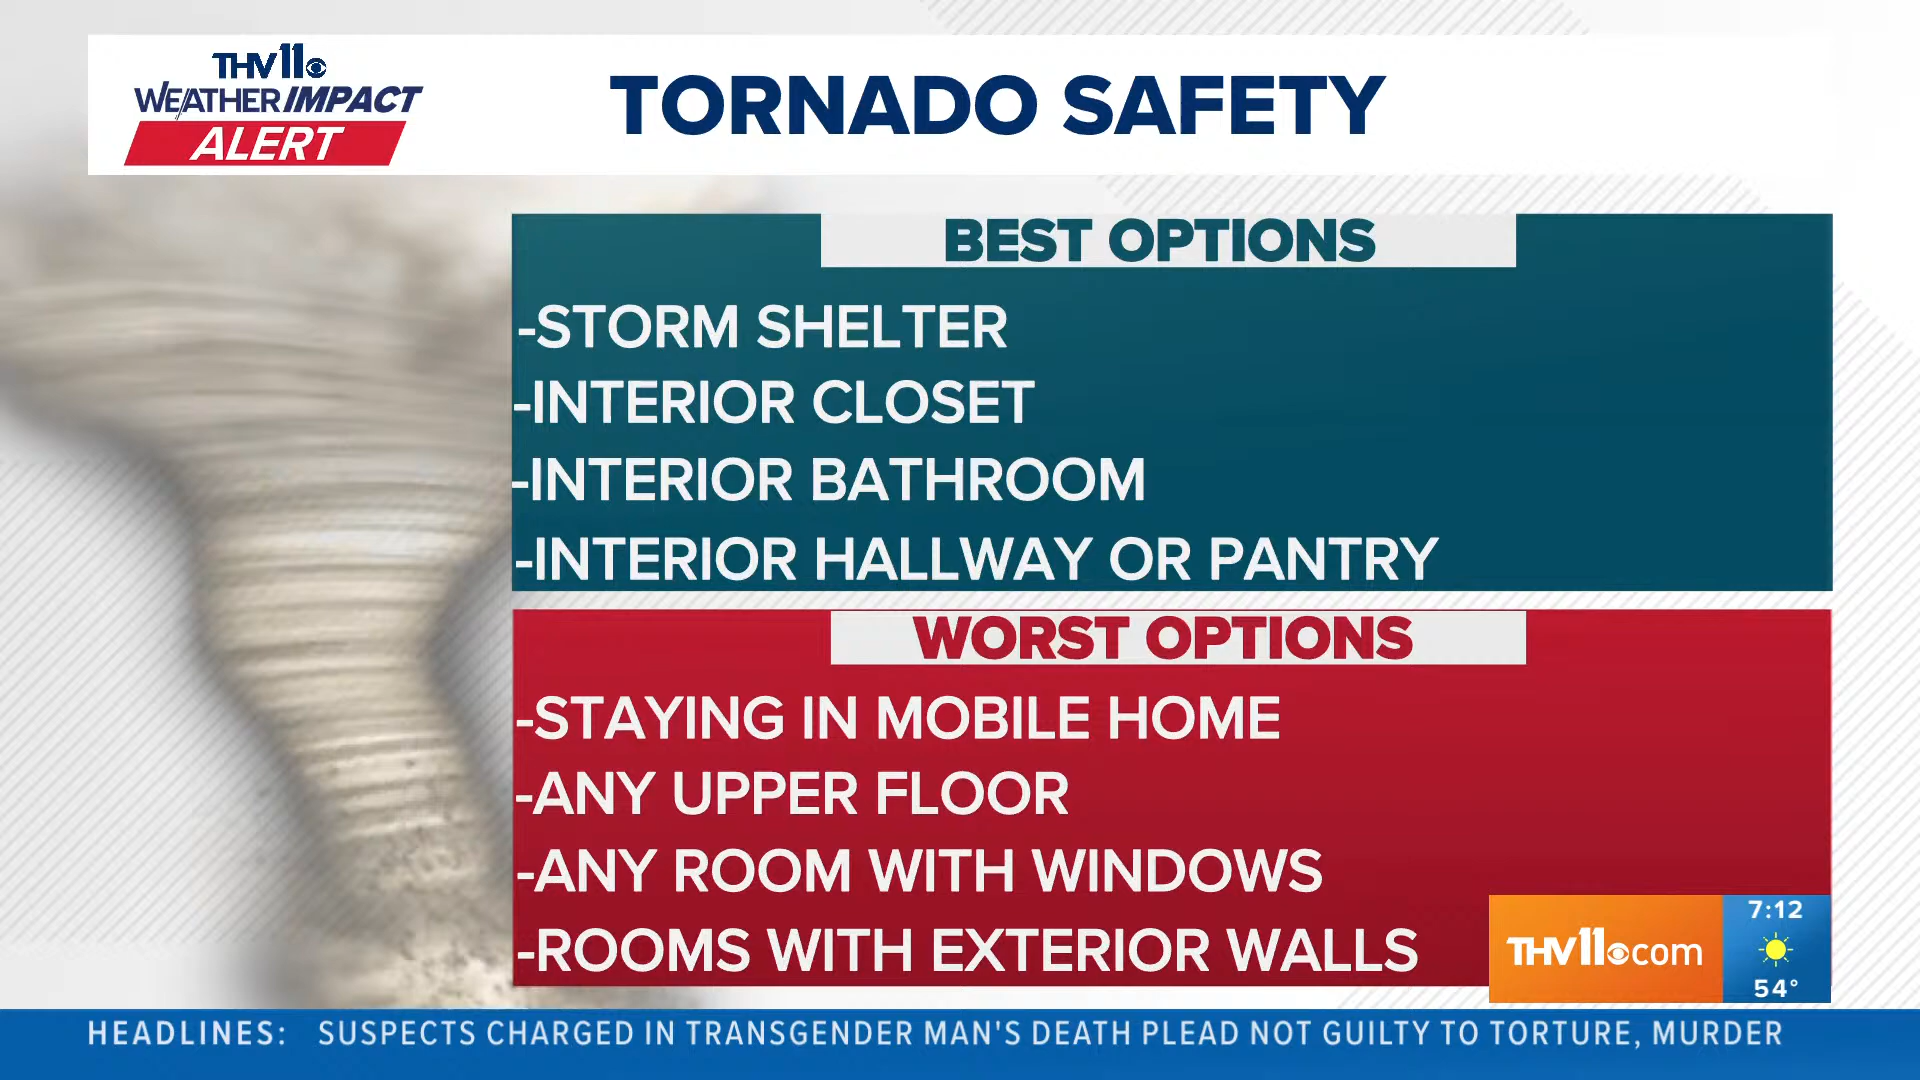 THV11
WEATHER IMPACT
ALERT
TORNADO SAFETY
BEST OPTIONS
-STORM SHELTER
-INTERIOR CLOSET
-INTERIOR BATHROOM
-INTERIOR HALLWAY OR PANTRY
WORST OPTIONS
-STAYING IN MOBILE HOME
-ANY UPPER FLOOR
-ANY ROOM WITH WINDOWS
-ROOMS WITH EXTERIOR WALLS
THV11.com
7:12
54°
HEADLINES: SUSPECTS CHARGED IN TRANSGENDER MAN'S DEATH PLEAD NOT GUILTY TO TORTURE, MURDER